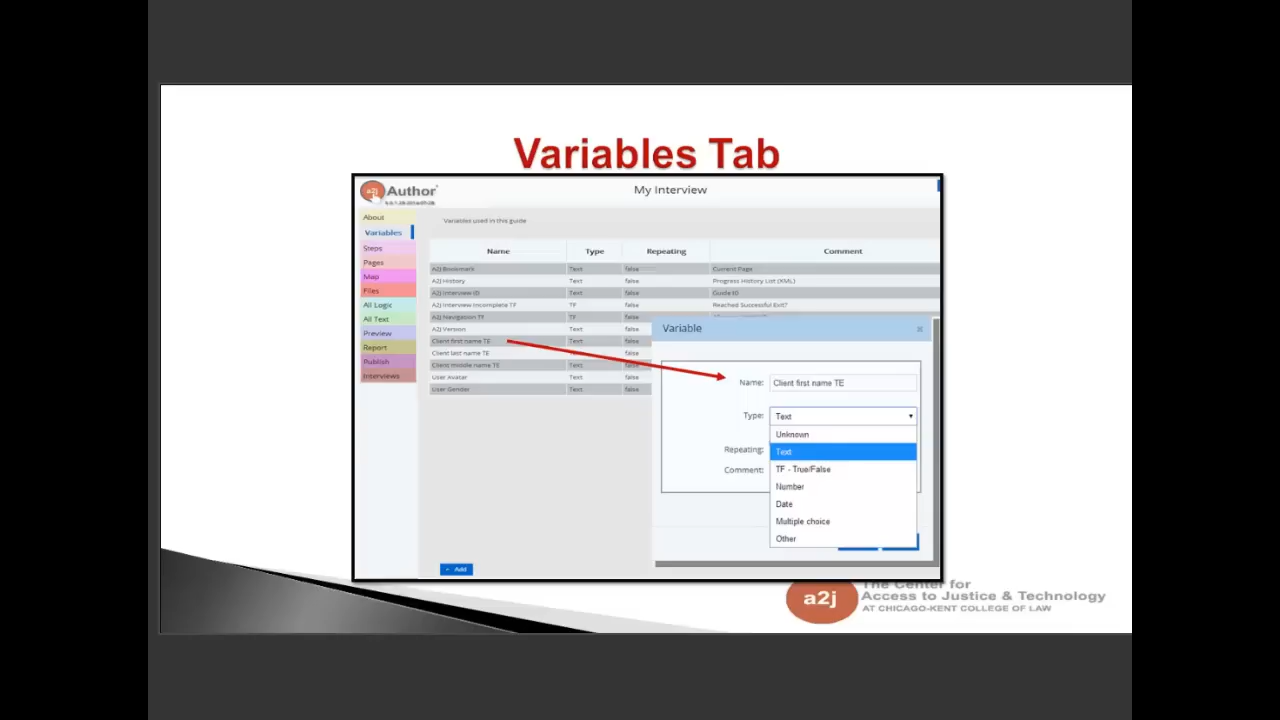 Variables Tab
a2j Author
My Interview
About
Variables
Steps
Pages
Map
Files
All Logic
All Text
Preview
Report
Publish
Interviews
Variables used in this guide
Name Type Repeating Comment
A2J Bookmark Text false Current Page
A2J History Text false Progress History List (XML)
A2J Interview ID Text false Guide ID
A2J Interview Incomplete TF TF false Reached Successful Exit?
A2J Navigation TF TF false
A2J Version Text false
Client first name TE Text false
Client last name TE Text false
Client middle name TE Text false
User Avatar Text false
User Gender Text false
+ Add
Variable ×
Name: Client first name TE
Type: Text
Unknown
Text
TF - True/False
Number
Date
Multiple choice
Other
Repeating:
Comment:
a2j
The Center for
Access to Justice & Technology
AT CHICAGO-KENT COLLEGE OF LAW